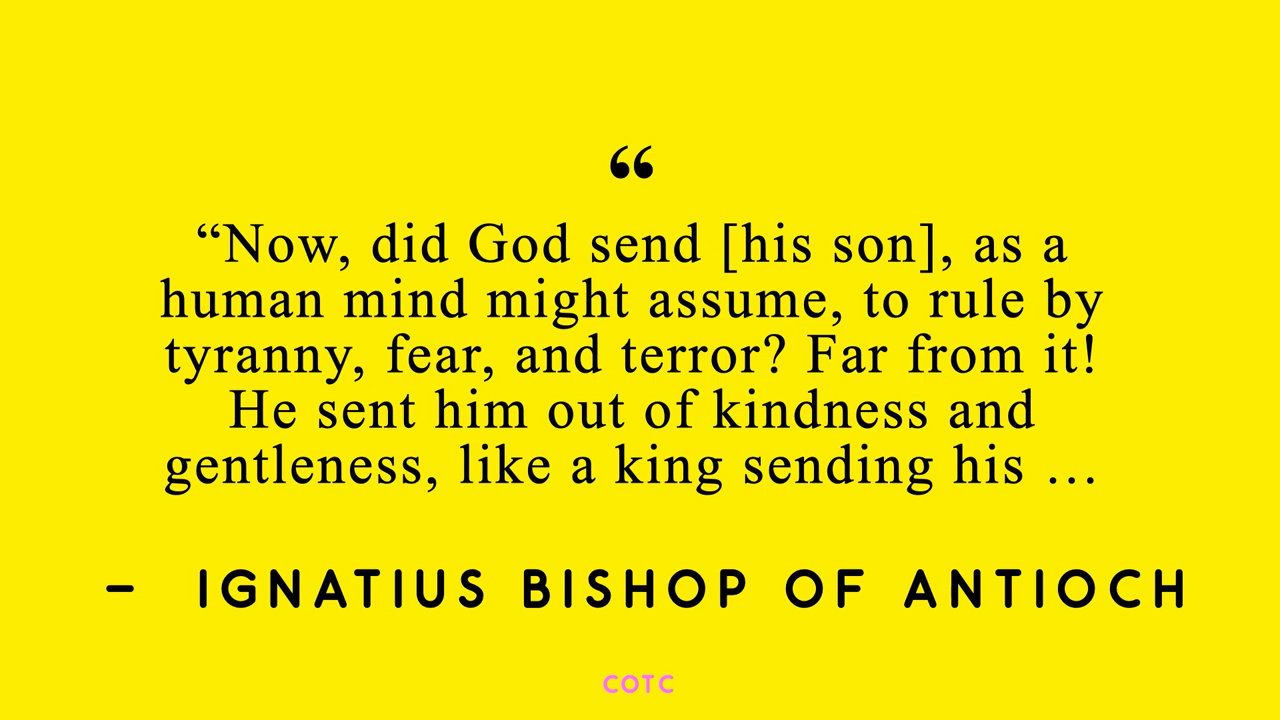 “
“Now, did God send [his son], as a
human mind might assume, to rule by
tyranny, fear, and terror? Far from it!
He sent him out of kindness and
gentleness, like a king sending his ...
– IGNATIUS BISHOP OF ANTIOCH
COTC